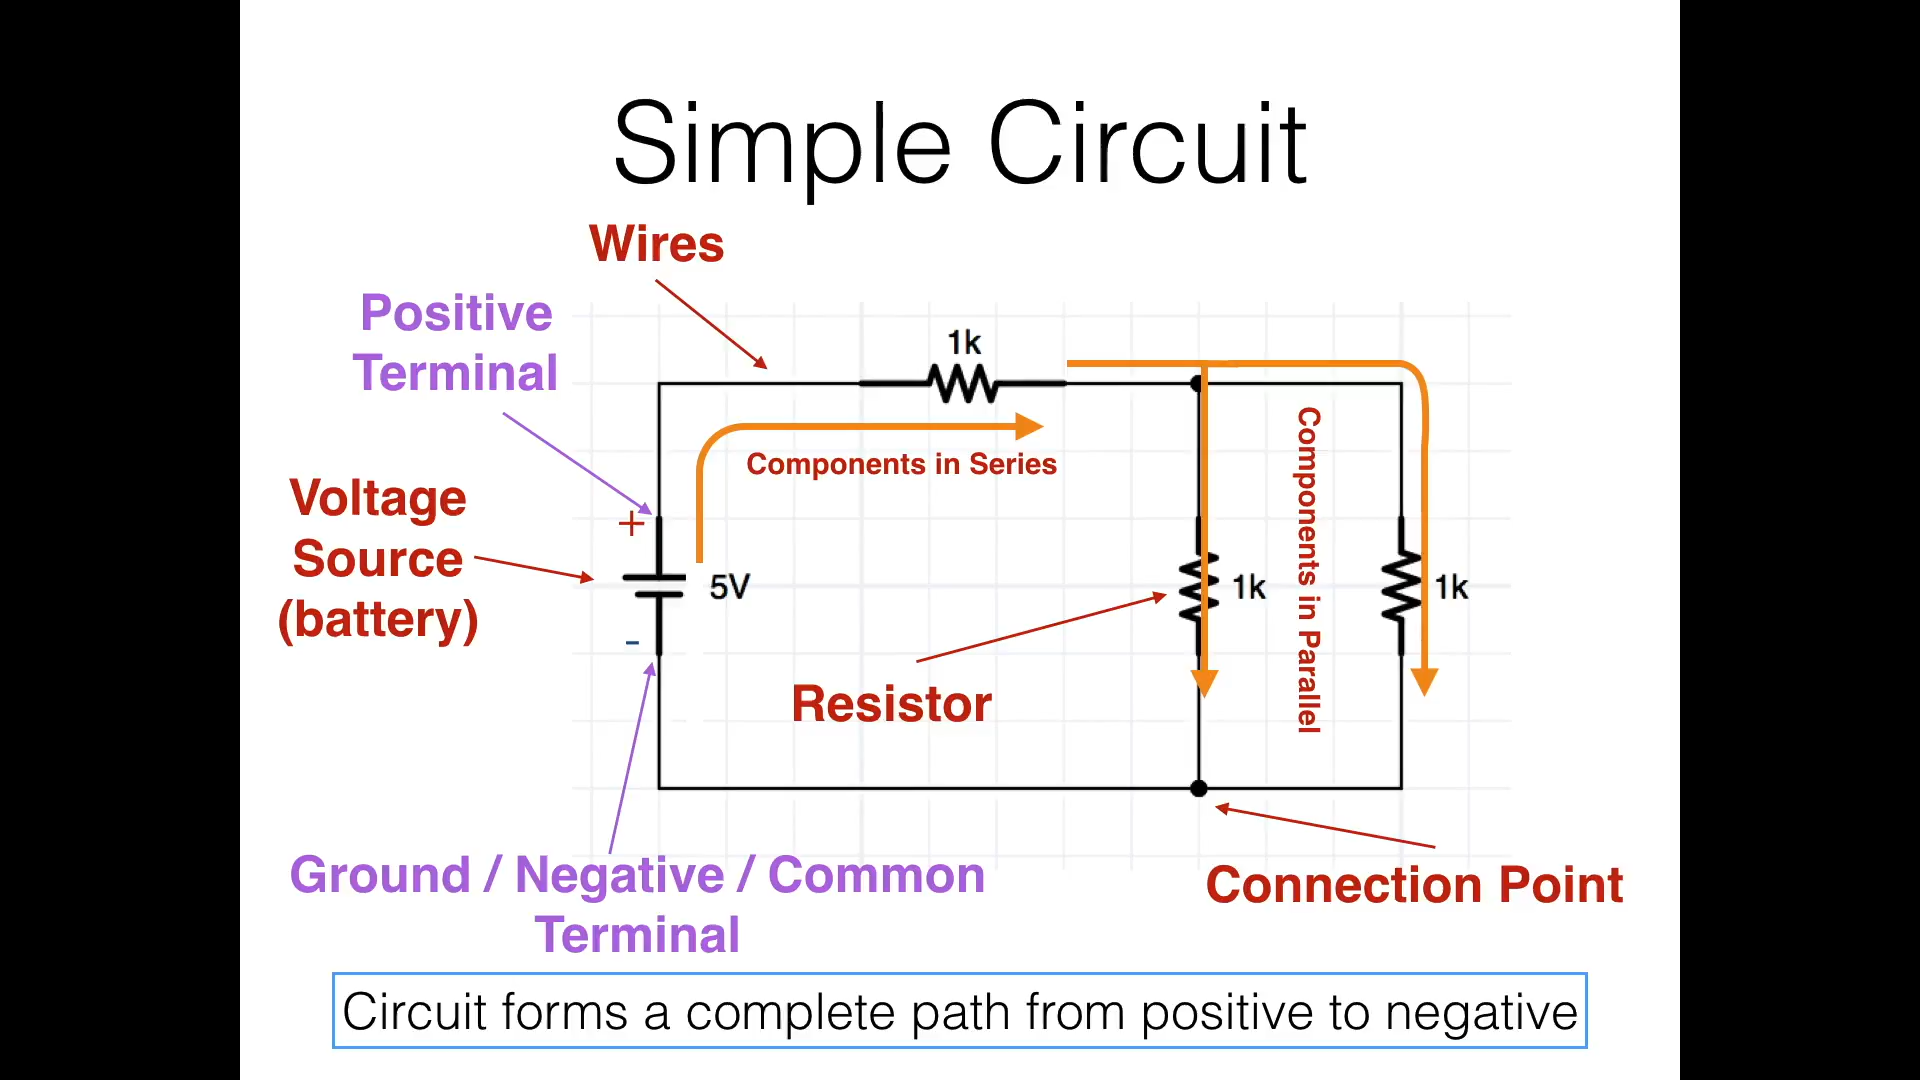 Simple Circuit
Wires
Positive
Terminal
1k
Components in Series
Voltage
Source
(battery)
+
5V
-
1k
Components in Parallel
1k
Resistor
Ground / Negative / Common
Terminal
Connection Point
Circuit forms a complete path from positive to negative